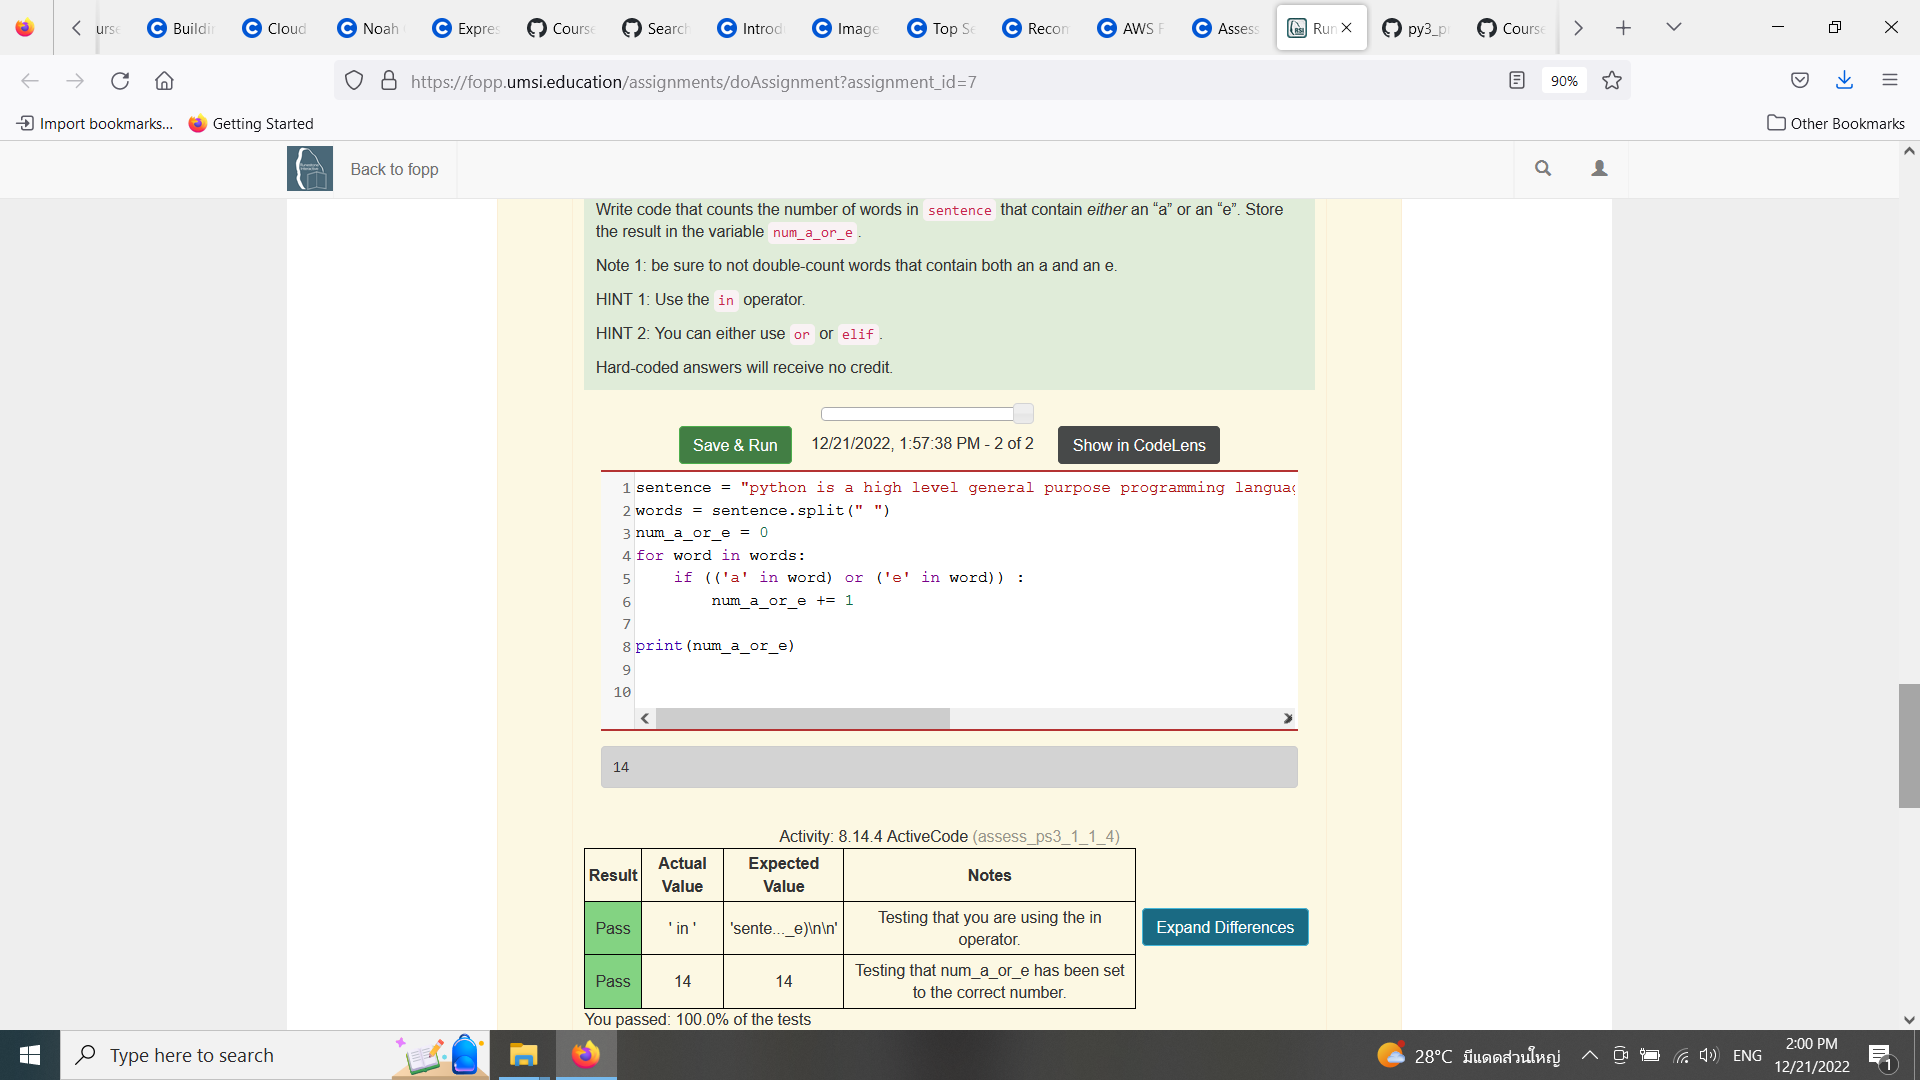 urse
Buildin
Cloud
Noah
Expres
Course
Search
Introd
Image
Top Se
Recon
AWS F
Assess
Run
py3_pr
Course
https://fopp.umsi.education/assignments/doAssignment?assignment_id=7
90%
Import bookmarks...
Getting Started
Other Bookmarks
Back to fopp
Write code that counts the number of words in sentence that contain either an “a” or an “e”. Store
the result in the variable num_a_or_e .
Note 1: be sure to not double-count words that contain both an a and an e.
HINT 1: Use the in operator.
HINT 2: You can either use or or elif.
Hard-coded answers will receive no credit.
Save & Run
12/21/2022, 1:57:38 PM - 2 of 2
Show in CodeLens
1 sentence = "python is a high level general purpose programming languag
2 words = sentence.split(" ")
3 num_a_or_e = 0
4 for word in words:
5 if (('a' in word) or ('e' in word)) :
6 num_a_or_e += 1
7
8 print(num_a_or_e)
9
10
14
Activity: 8.14.4 ActiveCode (assess_ps3_1_1_4)
Result Actual Value Expected Value Notes
Pass ' in ' 'sente..._e)\n\n' Testing that you are using the in operator.
Expand Differences
Pass 14 14 Testing that num_a_or_e has been set to the correct number.
You passed: 100.0% of the tests
Type here to search
28°C มีแดดส่วนใหญ่
ENG
2:00 PM
12/21/2022
1